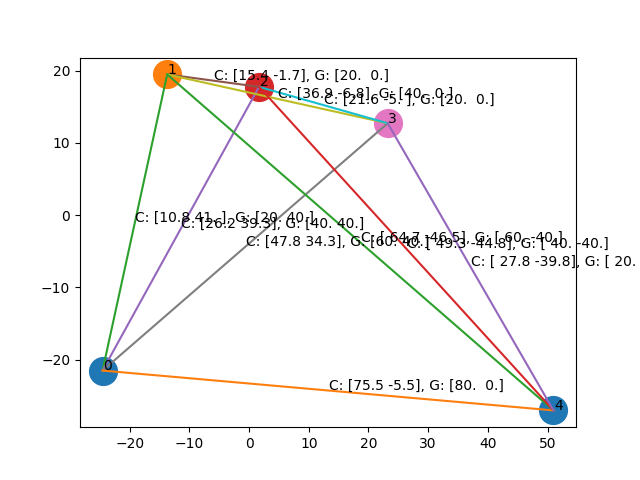 20
10
0
−10
−20
−20
−10
0
10
20
30
40
50
1
2
3
0
4
C: [15.4 -1.7], G: [20.  0.]
C: [36.9 -6.8], G: [40.  0.]
C: [21.6 -5. ], G: [20.  0.]
C: [10.8 41. ], G: [20. 40.]
C: [26.2 39.3], G: [40. 40.]
C: [47.8 34.3], G: [60. 40.]
C: [ 64.7 -46.5], G: [ 60. -40.]
C: [ 49.3 -44.8], G: [ 40. -40.]
C: [ 27.8 -39.8], G: [ 20.
C: [75.5 -5.5], G: [80.  0.]